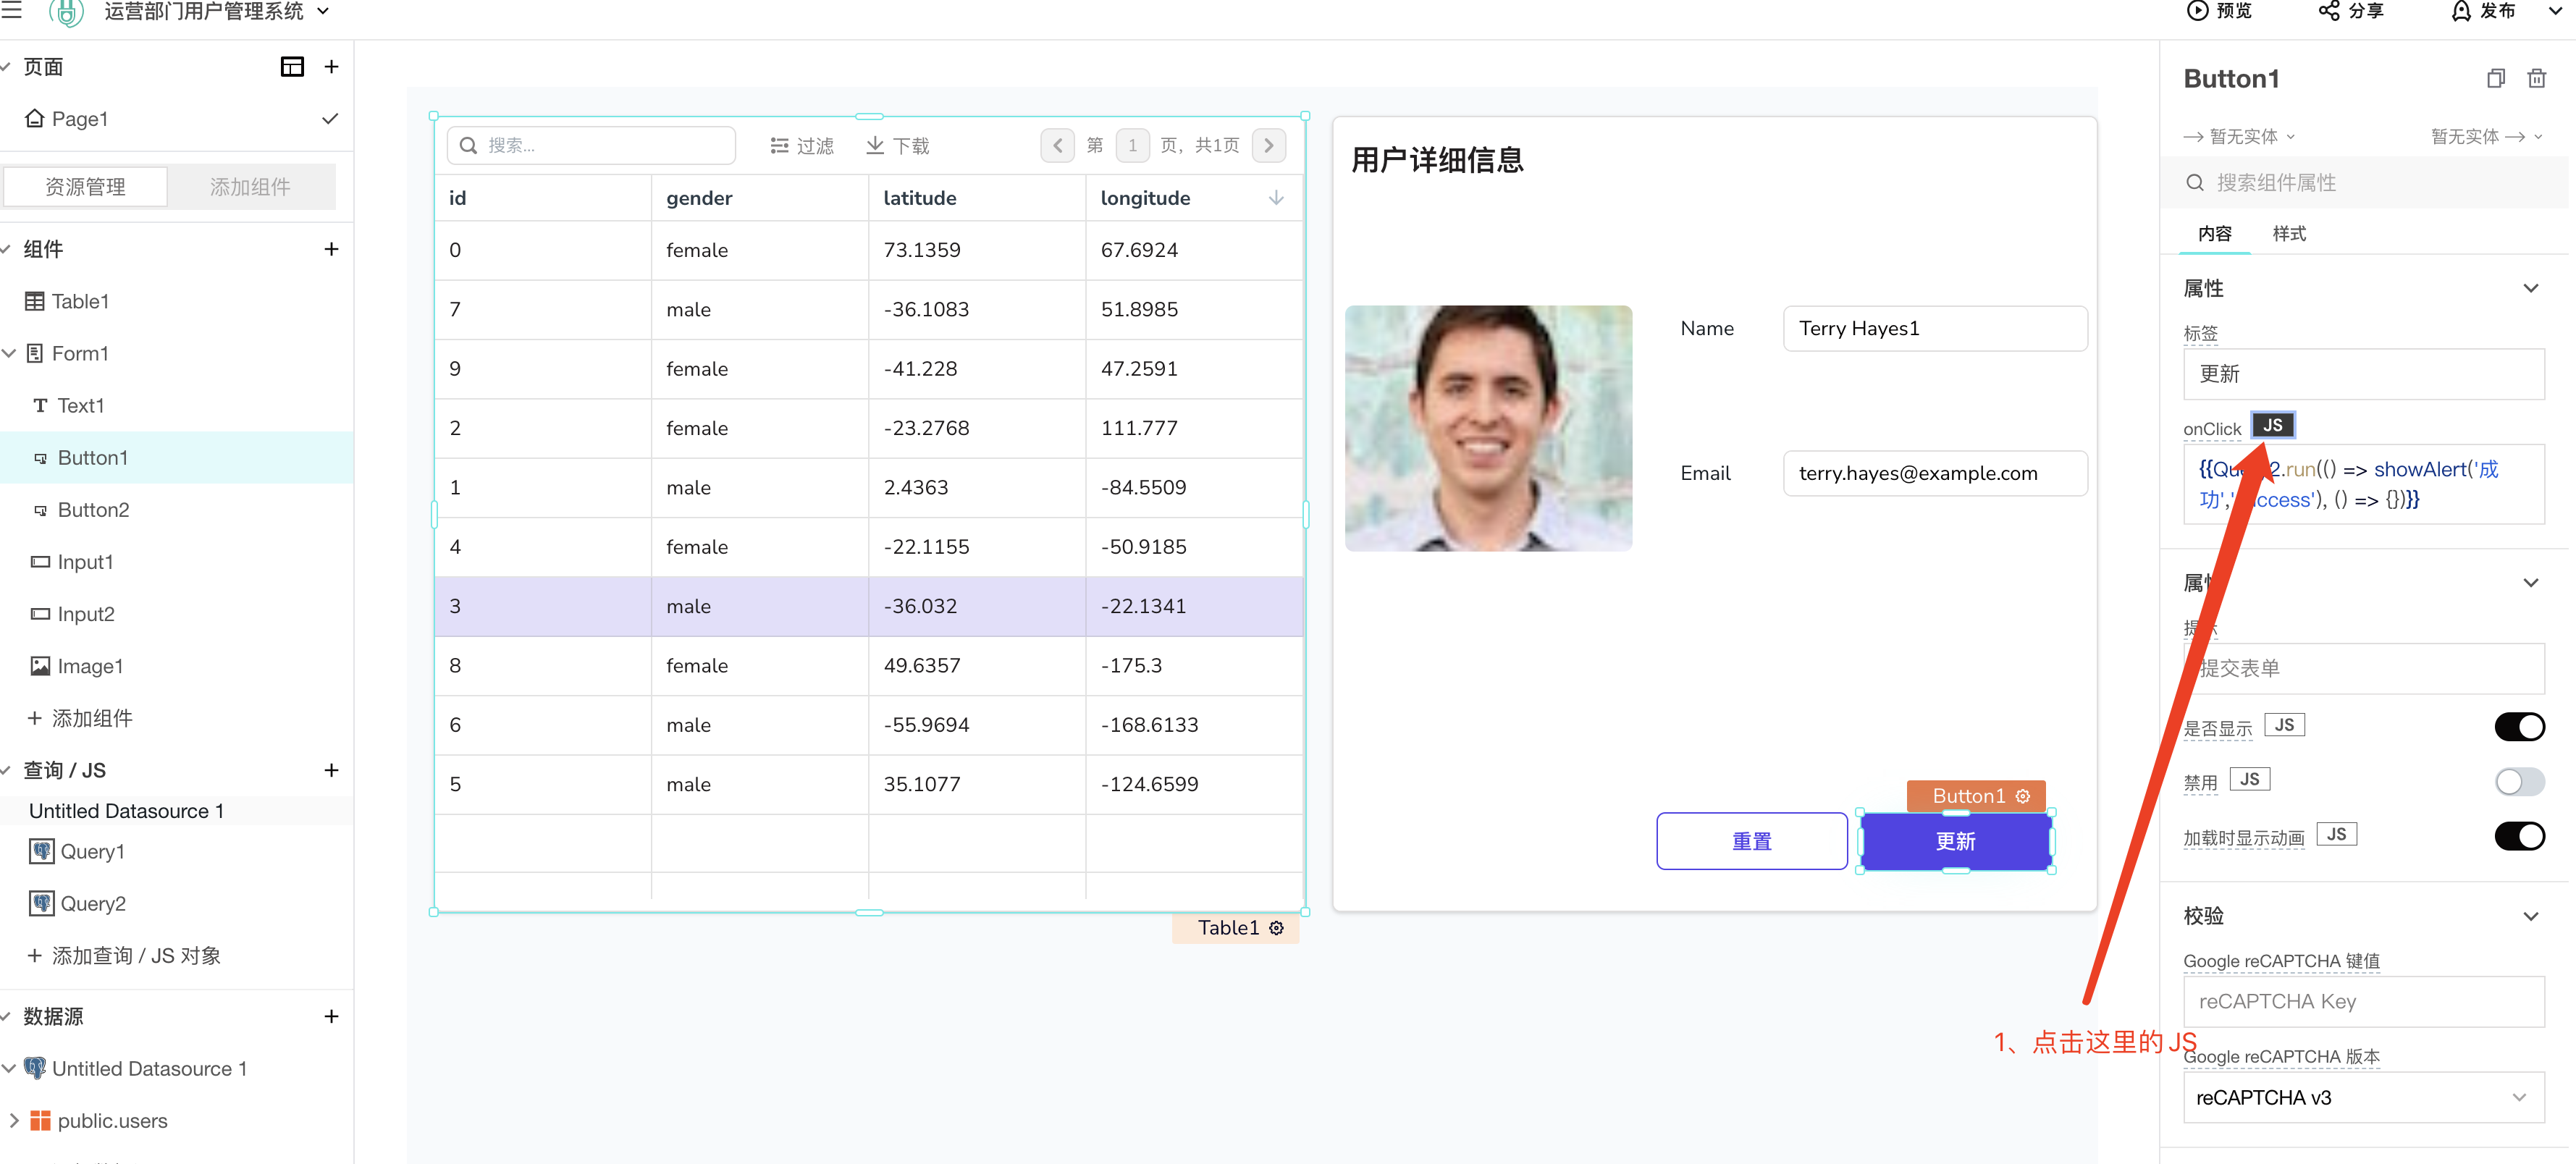 运营部门用户管理系统
预览
分享
发布
页面
Page1
资源管理
添加组件
组件
Table1
Form1
Text1
Button1
Button2
Input1
Input2
Image1
添加组件
查询 / JS
Untitled Datasource 1
Query1
Query2
添加查询 / JS 对象
数据源
Untitled Datasource 1
public.users
搜索...
过滤
下载
第 1 页，共1页
id gender latitude longitude
0 female 73.1359 67.6924
7 male -36.1083 51.8985
9 female -41.228 47.2591
2 female -23.2768 111.777
1 male 2.4363 -84.5509
4 female -22.1155 -50.9185
3 male -36.032 -22.1341
8 female 49.6357 -175.3
6 male -55.9694 -168.6133
5 male 35.1077 -124.6599
Table1
用户详细信息
Name Terry Hayes1
Email terry.hayes@example.com
Button1
重置
更新
Button1
暂无实体
暂无实体
搜索组件属性
内容
样式
属性
标签
更新
onClick JS
2.run(() => showAlert('成
功', ccess'), () => {})}}
提交表单
是否显示 JS
禁用 JS
加载时显示动画 JS
校验
Google reCAPTCHA 键值
reCAPTCHA Key
1、点击这里的JS
Google reCAPTCHA 版本
reCAPTCHA v3